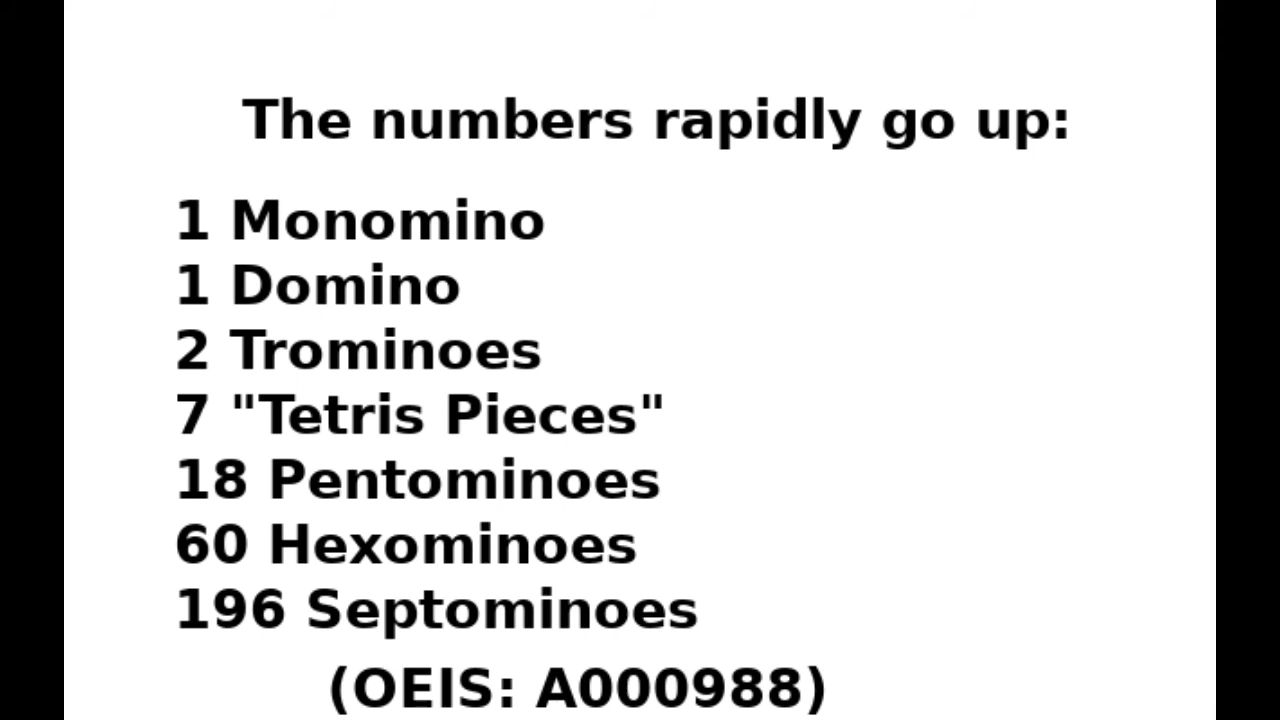 The numbers rapidly go up:
1 Monomino
1 Domino
2 Trominoes
7 "Tetris Pieces"
18 Pentominoes
60 Hexominoes
196 Septominoes
(OEIS: A000988)